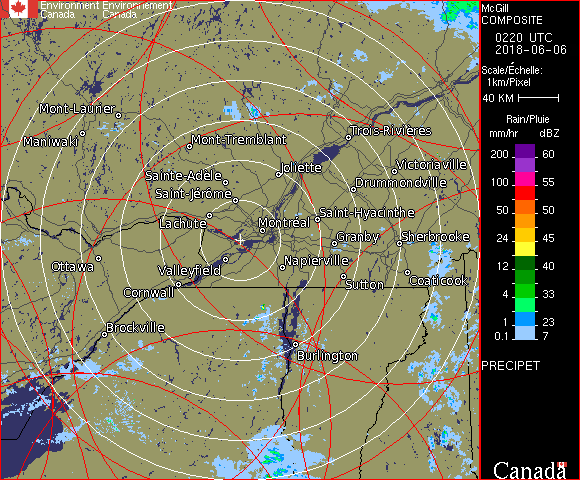 Environment Environnement
Canada Canada
McGill
COMPOSITE
0220 UTC
2018-06-06
Scale/Échelle:
1km/Pixel
40 KM
Rain/Pluie
mm/hr dBZ
200 60
100 55
50 50
24 45
12 40
4 33
1 23
0.1 7
PRECIPET
Canada
Mont-Laurier
Maniwaki
Mont-Tremblant
Trois-Rivières
Sainte-Adèle
Joliette
Victoriaville
Saint-Jérôme
Drummondville
Lachute
Montréal
Saint-Hyacinthe
Granby
Sherbrooke
Ottawa
Valleyfield
Napierville
Cornwall
Sutton
Coaticook
Brockville
Burlington